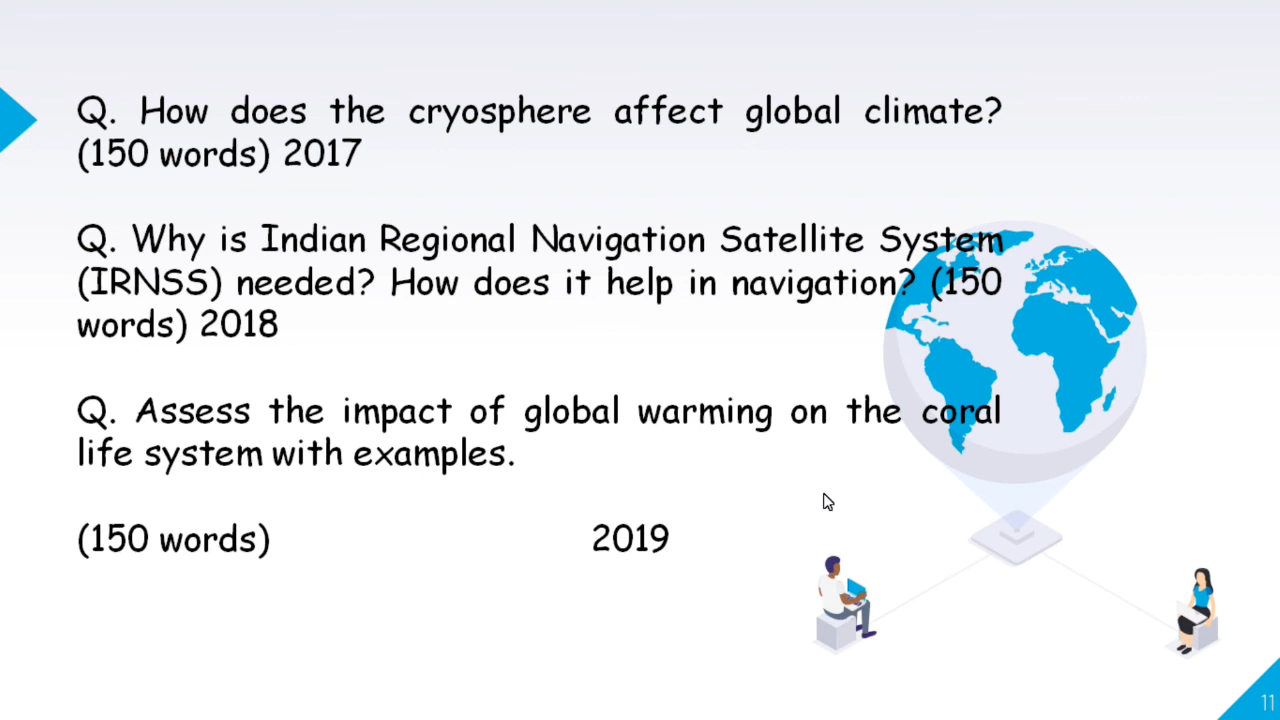 Q. How does the cryosphere affect global climate?
(150 words) 2017
Q. Why is Indian Regional Navigation Satellite System
(IRNSS) needed? How does it help in navigation? (150
words) 2018
Q. Assess the impact of global warming on the coral
life system with examples.
(150 words) 2019
11